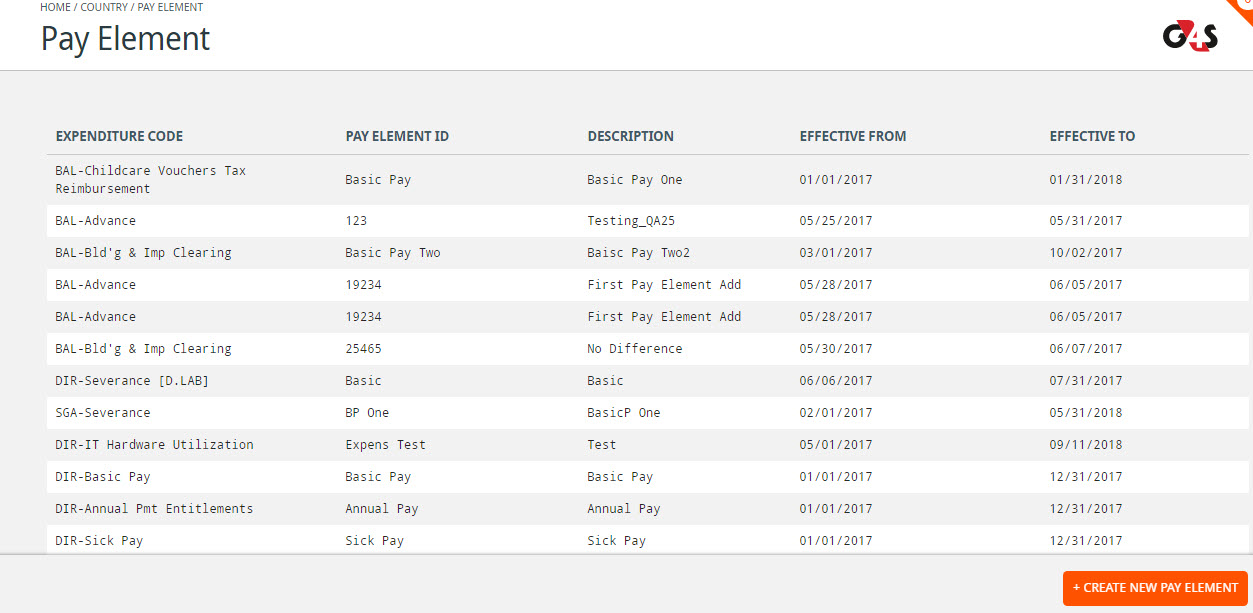 HOME / COUNTRY / PAY ELEMENT
Pay Element
G4S
EXPENDITURE CODE PAY ELEMENT ID DESCRIPTION EFFECTIVE FROM EFFECTIVE TO
BAL-Childcare Vouchers Tax
Reimbursement Basic Pay Basic Pay One 01/01/2017 01/31/2018
BAL-Advance 123 Testing_QA25 05/25/2017 05/31/2017
BAL-Bld'g & Imp Clearing Basic Pay Two Baisc Pay Two2 03/01/2017 10/02/2017
BAL-Advance 19234 First Pay Element Add 05/28/2017 06/05/2017
BAL-Advance 19234 First Pay Element Add 05/28/2017 06/05/2017
BAL-Bld'g & Imp Clearing 25465 No Difference 05/30/2017 06/07/2017
DIR-Severance [D.LAB] Basic Basic 06/06/2017 07/31/2017
SGA-Severance BP One BasicP One 02/01/2017 05/31/2018
DIR-IT Hardware Utilization Expens Test Test 05/01/2017 09/11/2018
DIR-Basic Pay Basic Pay Basic Pay 01/01/2017 12/31/2017
DIR-Annual Pmt Entitlements Annual Pay Annual Pay 01/01/2017 12/31/2017
DIR-Sick Pay Sick Pay Sick Pay 01/01/2017 12/31/2017
+ CREATE NEW PAY ELEMENT